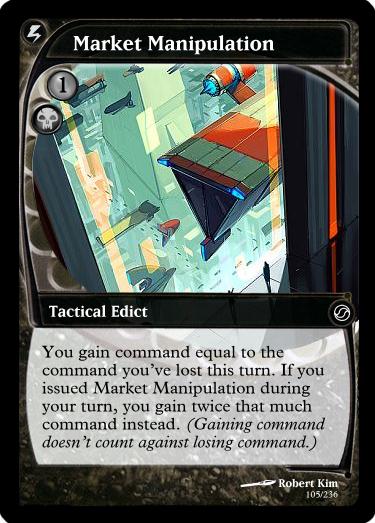 Market Manipulation
1
Tactical Edict
You gain command equal to the
command you've lost this turn. If you
issued Market Manipulation during
your turn, you gain twice that much
command instead. (Gaining command
doesn't count against losing command.)
Robert Kim
105/236